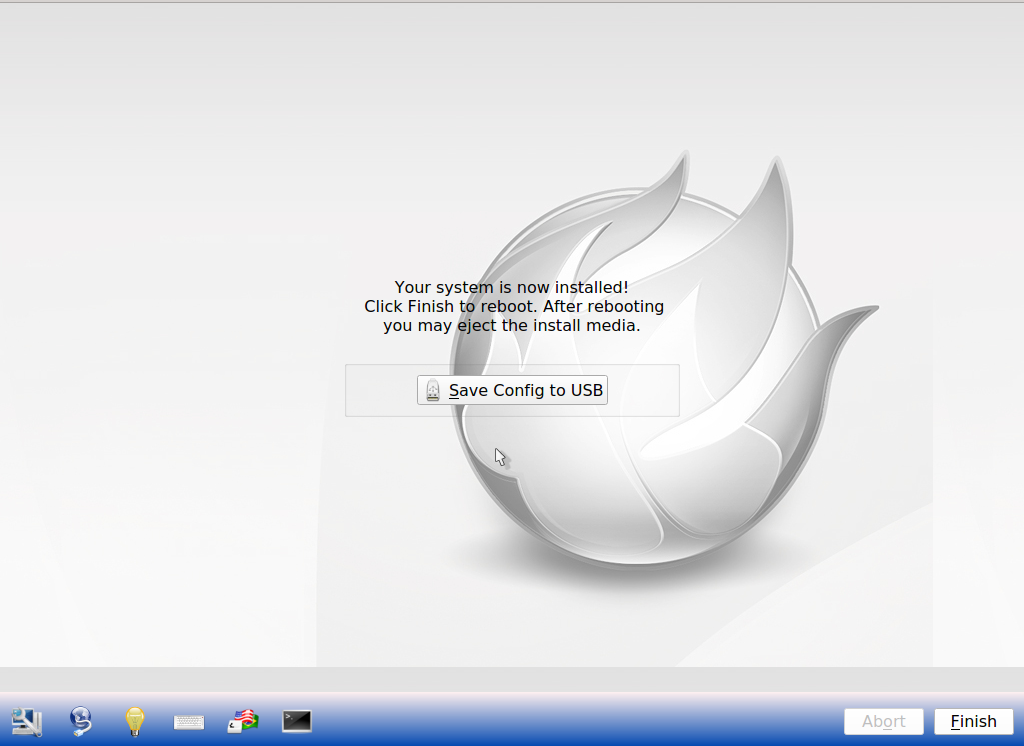 Your system is now installed!
Click Finish to reboot. After rebooting
you may eject the install media.
Save Config to USB
Abort
Finish